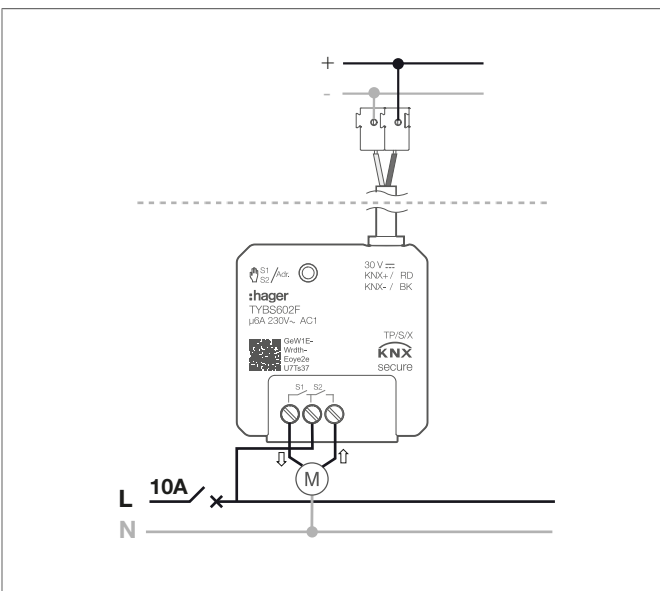 +
-
S1
S2 /Adr.
30 V ⎓
KNX+ / RD
KNX- / BK
:hager
TYBS602F
µ6A 230V~ AC1
GeW1E-
Wrdth-
Eoye2e
U7Ts37
TP/S/X
KNX
secure
S1 S2
⇩ ⇧
M
L 10A
N